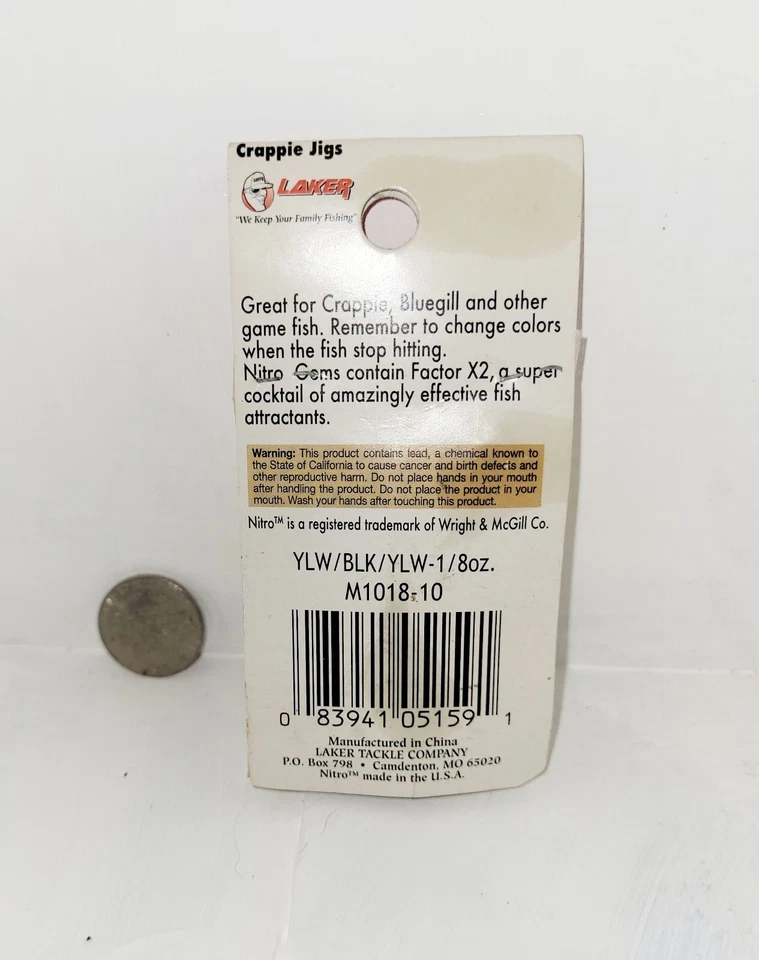 Crappie Jigs
LAKER
"We Keep Your Family Fishing"
Great for Crappie, Bluegill and other
game fish. Remember to change colors
when the fish stop hitting.
Nitro Gems contain Factor X2, a super
cocktail of amazingly effective fish
attractants.
Warning: This product contains lead, a chemical known to
the State of California to cause cancer and birth defects and
other reproductive harm. Do not place hands in your mouth
after handling the product. Do not place the product in your
mouth. Wash your hands after touching this product.
Nitro™ is a registered trademark of Wright & McGill Co.
YLW/BLK/YLW-1/8oz.
M1018-10
0 83941 05159 1
Manufactured in China
LAKER TACKLE COMPANY
P.O. Box 798 • Camdenton, MO 65020
Nitro™ made in the U.S.A.